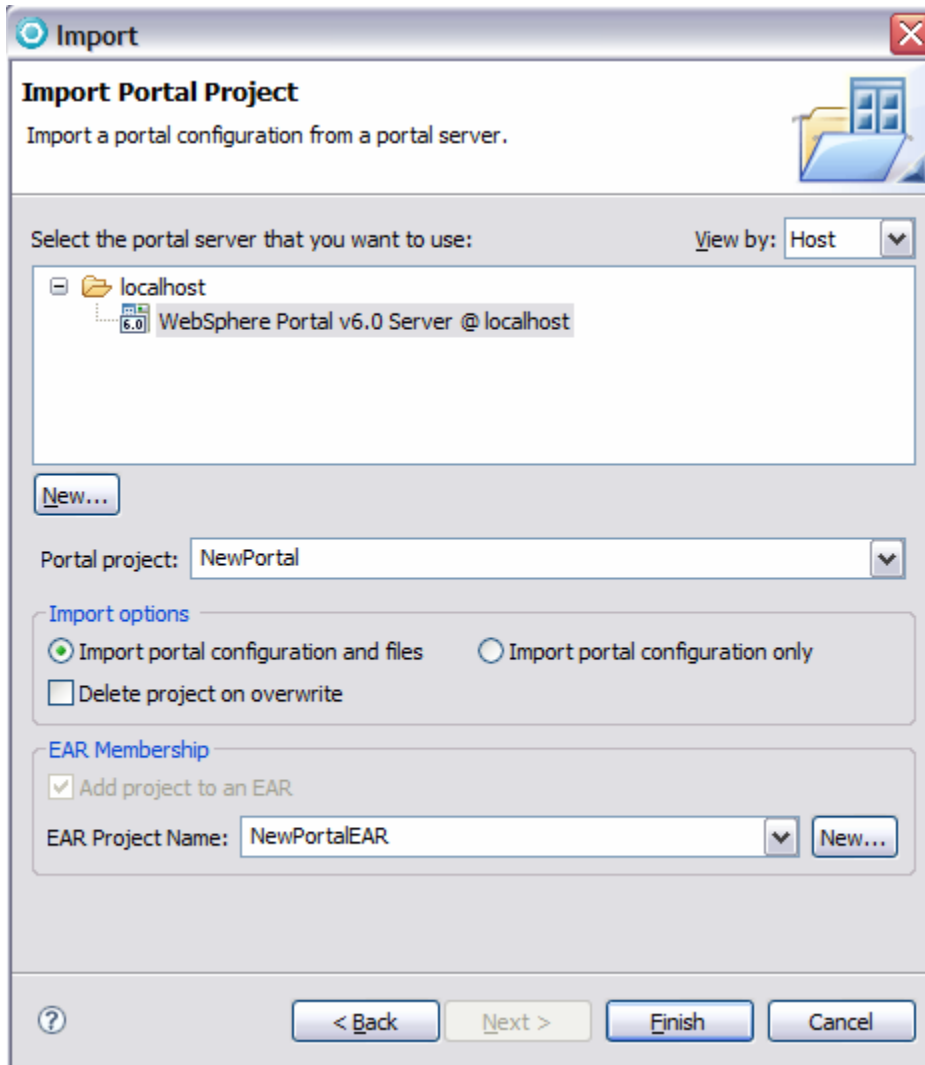 Import
Import Portal Project
Import a portal configuration from a portal server.
Select the portal server that you want to use: View by: Host
localhost
6.0 WebSphere Portal v6.0 Server @ localhost
New...
Portal project: NewPortal
Import options
Import portal configuration and files Import portal configuration only
Delete project on overwrite
EAR Membership
Add project to an EAR
EAR Project Name: NewPortalEAR New...
? < Back Next > Finish Cancel